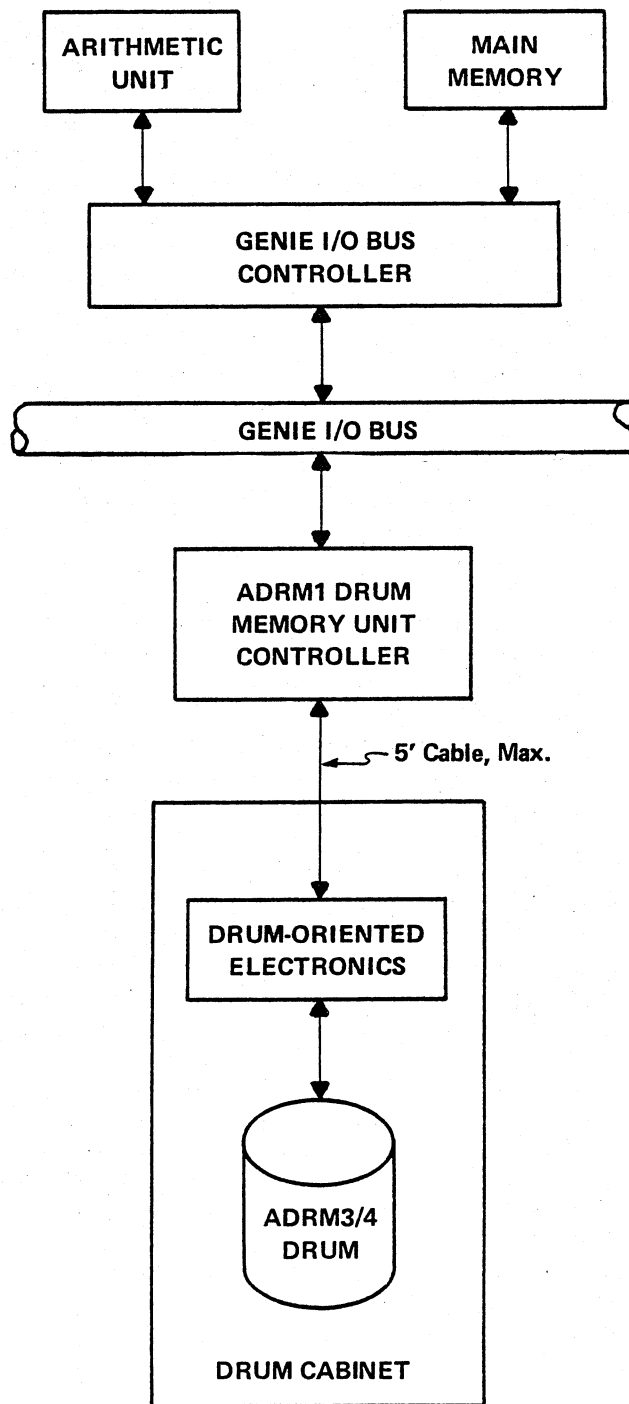 ARITHMETIC
UNIT
MAIN
MEMORY
GENIE I/O BUS
CONTROLLER
GENIE I/O BUS
ADRM1 DRUM
MEMORY UNIT
CONTROLLER
5' Cable, Max.
DRUM-ORIENTED
ELECTRONICS
ADRM3/4
DRUM
DRUM CABINET